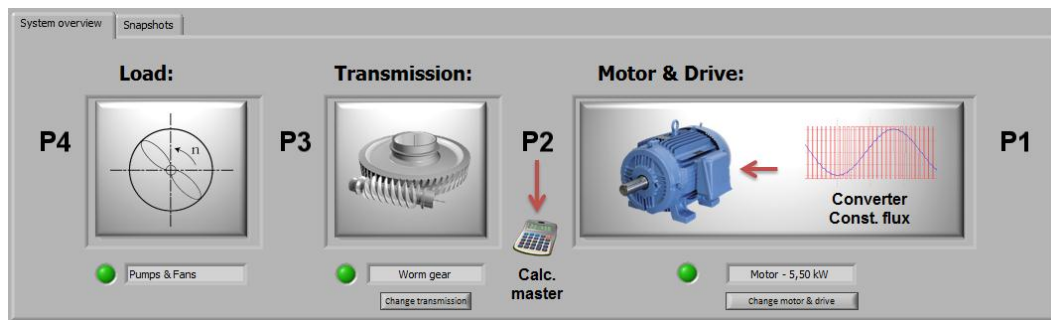 System overview
Snapshots
Load:
Transmission:
Motor & Drive:
P4
n
P3
P2
P1
Converter
Const. flux
Calc.
master
Pumps & Fans
Worm gear
Motor - 5,50 kW
Change transmission
Change motor & drive